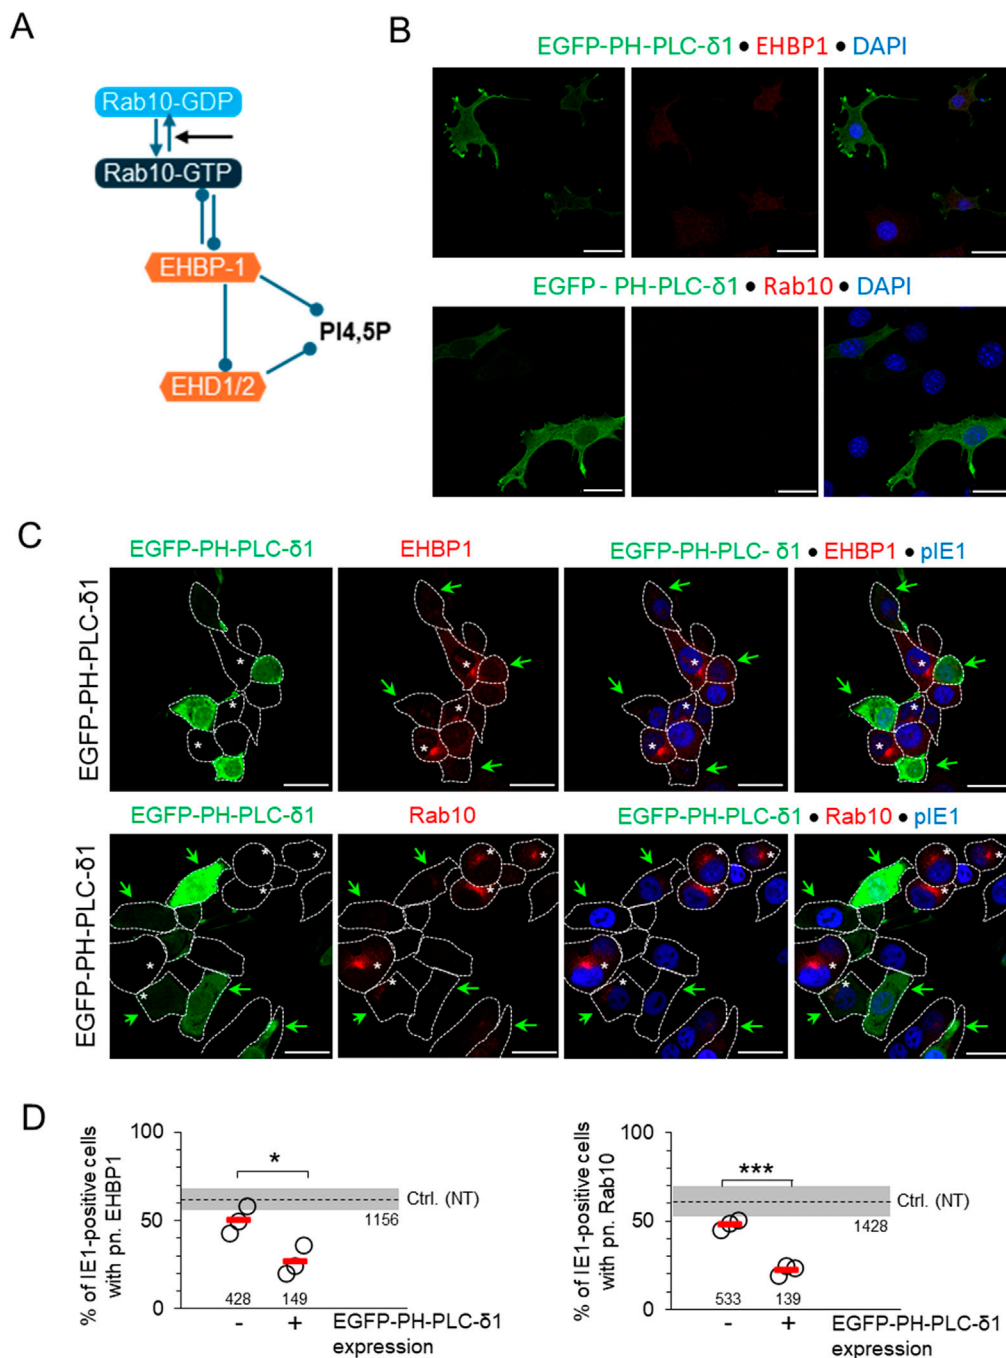 A
Rab10-GDP
Rab10-GTP
EHBP-1
PI4,5P
EHD1/2
B
EGFP-PH-PLC-δ1 ● EHBP1 ● DAPI
EGFP - PH-PLC-δ1 ● Rab10 ● DAPI
C
EGFP-PH-PLC-δ1
EHBP1
EGFP-PH-PLC- δ1 ● EHBP1 ● pIE1
EGFP-PH-PLC-δ1
* * *
* * *
* * *
* * *
EGFP-PH-PLC-δ1
Rab10
EGFP-PH-PLC-δ1 ● Rab10 ● pIE1
EGFP-PH-PLC-δ1
* * * * *
* * * * *
* * * * *
* * * * *
D
% of IE1-positive cells
with pn. EHBP1
100
50
0
*
Ctrl. (NT)
1156
428
149
- +
EGFP-PH-PLC-δ1
expression
% of IE1-positive cells
with pn. Rab10
100
50
0
***
Ctrl. (NT)
1428
533
139
- +
EGFP-PH-PLC-δ1
expression